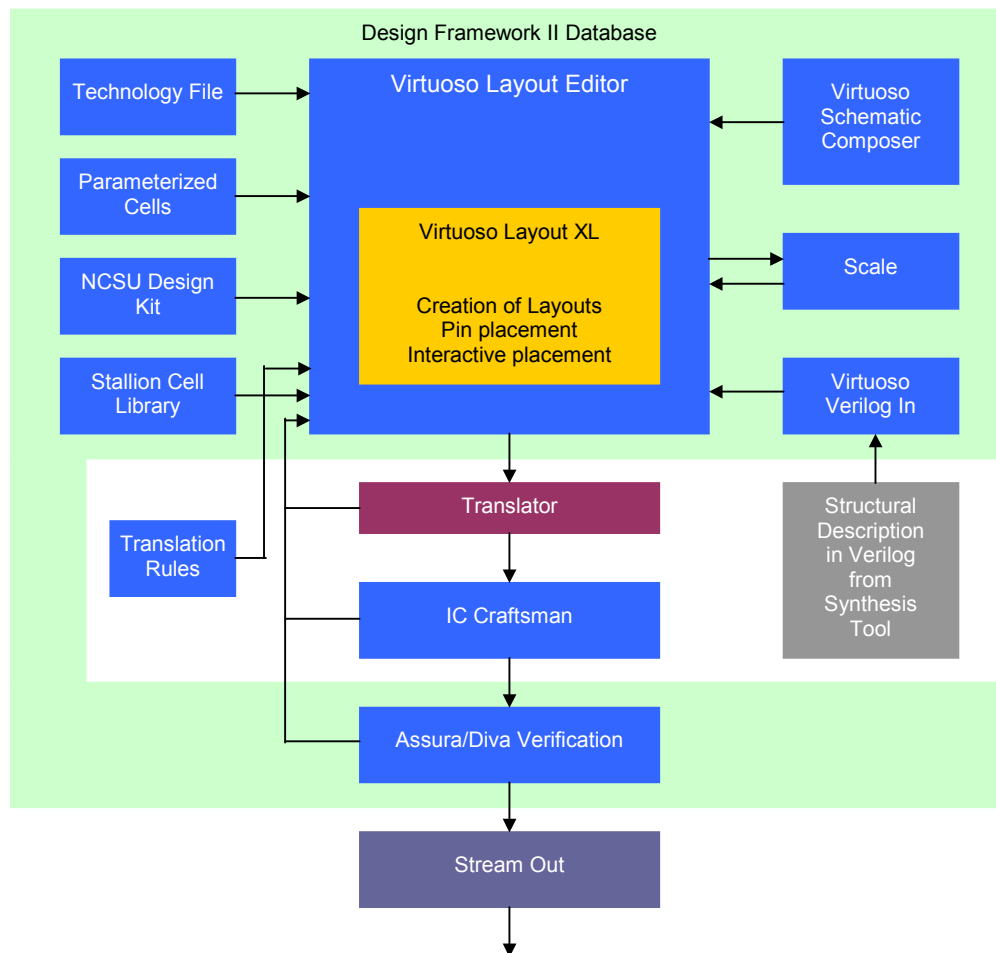 Design Framework II Database
Technology File
Virtuoso Layout Editor
Virtuoso
Schematic
Composer
Parameterized
Cells
Virtuoso Layout XL
Creation of Layouts
Pin placement
Interactive placement
NCSU Design
Kit
Scale
Stallion Cell
Library
Virtuoso
Verilog In
Translator
Structural
Description
in Verilog
from
Synthesis
Tool
Translation
Rules
IC Craftsman
Assura/Diva Verification
Stream Out